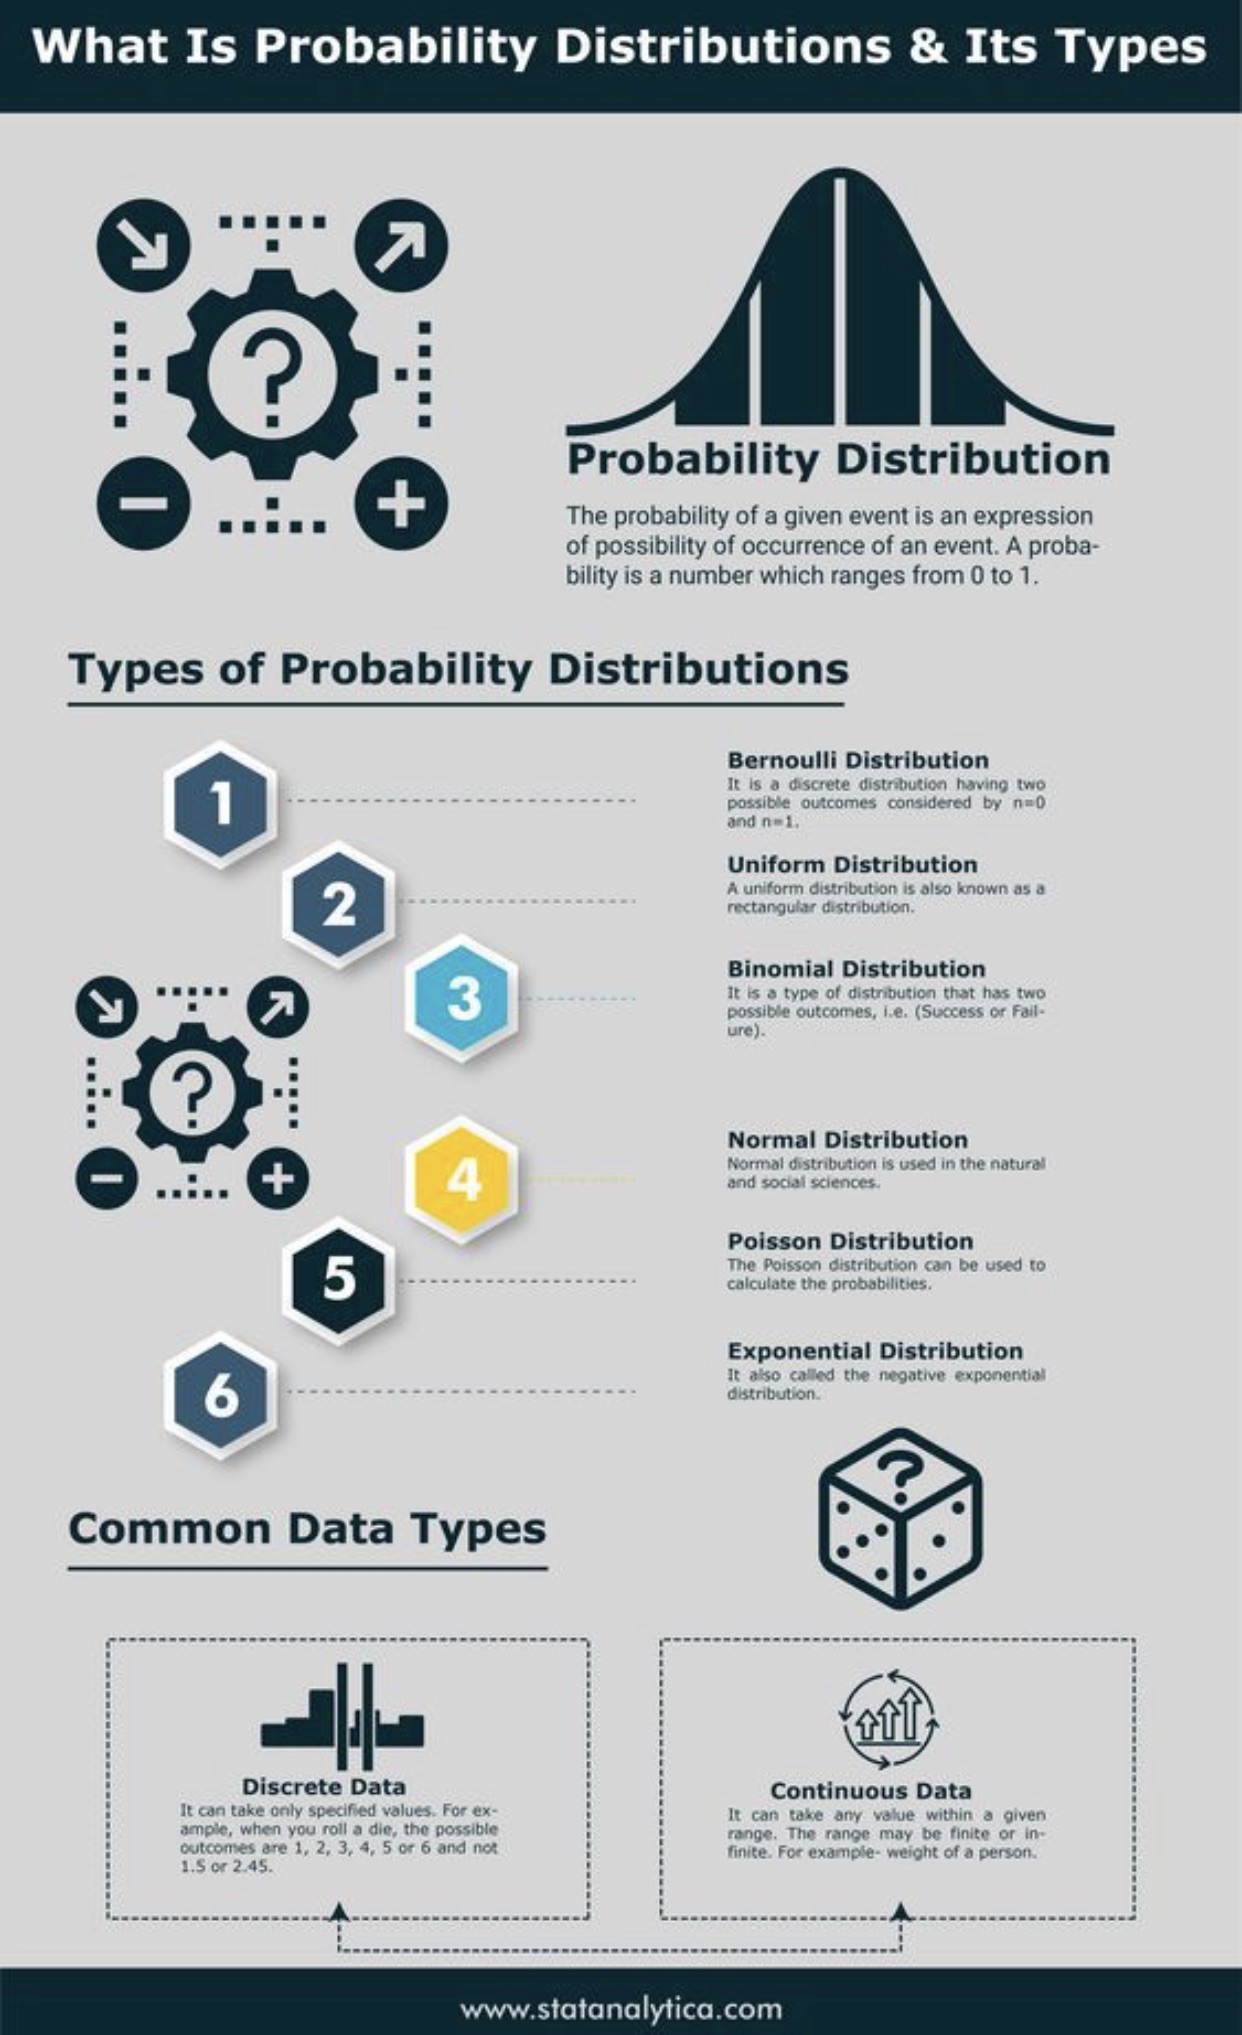 What Is Probability Distributions & Its Types
?
Probability Distribution
The probability of a given event is an expression
of possibility of occurrence of an event. A proba-
bility is a number which ranges from 0 to 1.
Types of Probability Distributions
1
Bernoulli Distribution
It is a discrete distribution having two
possible outcomes considered by n=0
and n=1.
2
Uniform Distribution
A uniform distribution is also known as a
rectangular distribution.
3
Binomial Distribution
It is a type of distribution that has two
possible outcomes, i.e. (Success or Fail-
ure).
?
4
Normal Distribution
Normal distribution is used in the natural
and social sciences.
5
Poisson Distribution
The Poisson distribution can be used to
calculate the probabilities.
6
Exponential Distribution
It also called the negative exponential
distribution.
?
Common Data Types
Discrete Data
It can take only specified values. For ex-
ample, when you roll a die, the possible
outcomes are 1, 2, 3, 4, 5 or 6 and not
1.5 or 2.45.
Continuous Data
It can take any value within a given
range. The range may be finite or in-
finite. For example- weight of a person.
www.statanalytica.com